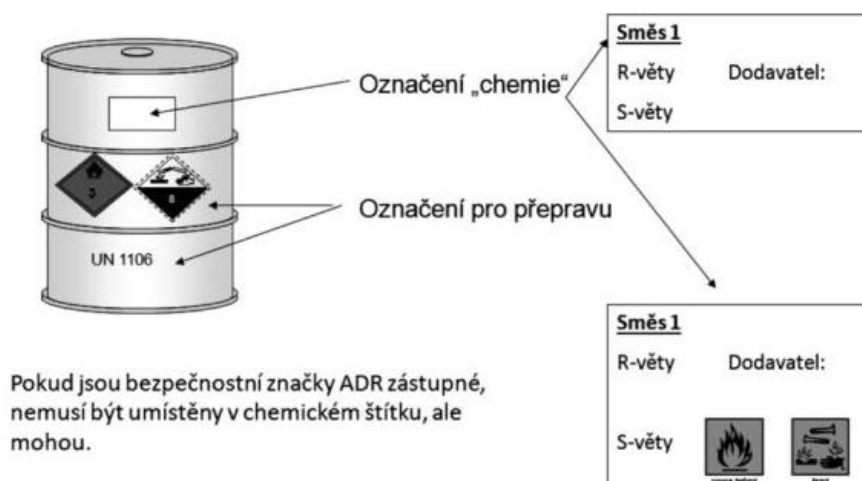 Označení „chemie“
3
8
Označení pro přepravu
UN 1106
Pokud jsou bezpečnostní značky ADR zástupné,
nemusí být umístěny v chemickém štítku, ale
mohou.
Směs 1
R-věty Dodavatel:
S-věty
Směs 1
R-věty Dodavatel:
S-věty